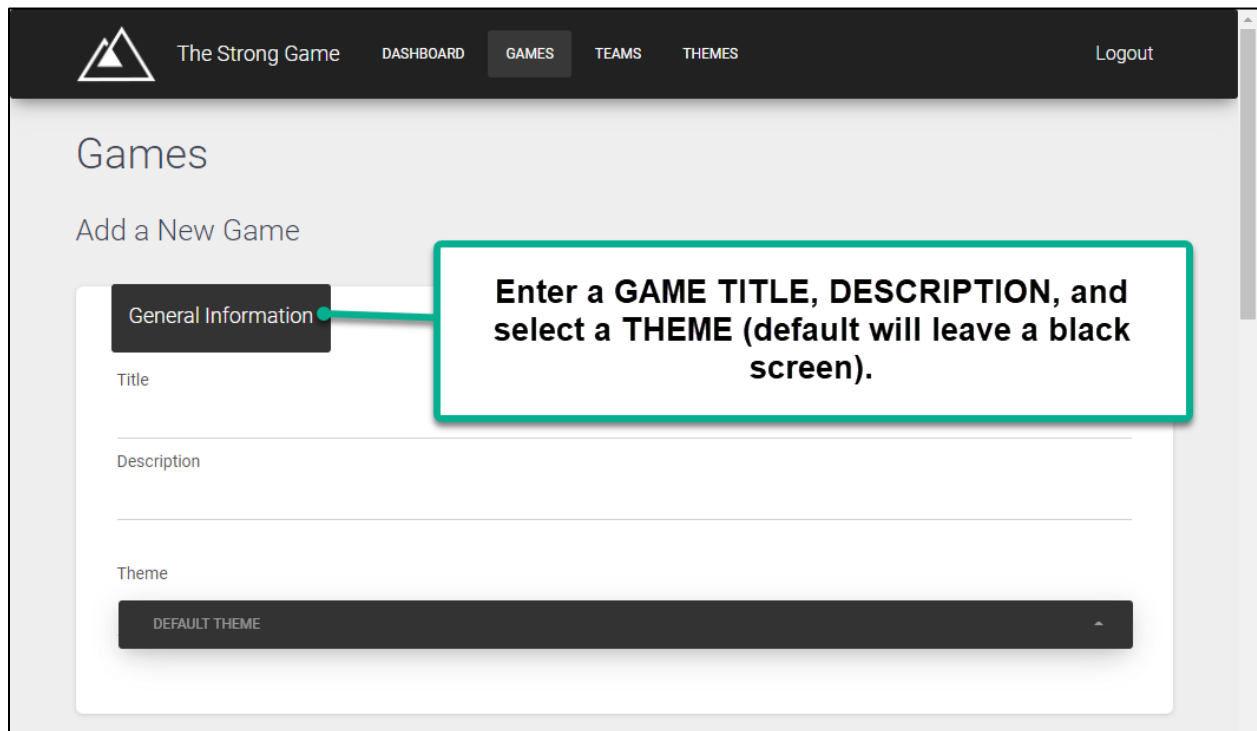 The Strong Game DASHBOARD GAMES TEAMS THEMES Logout
Games
Add a New Game
Enter a GAME TITLE, DESCRIPTION, and
select a THEME (default will leave a black
screen).
General Information
Title
Description
Theme
DEFAULT THEME